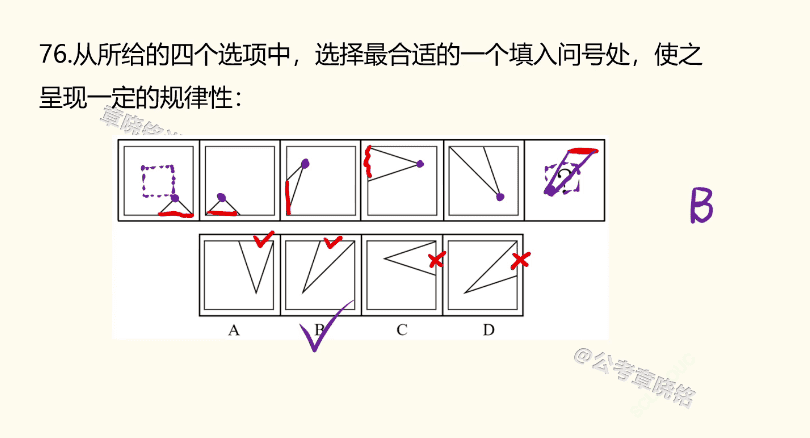 76.从所给的四个选项中，选择最合适的一个填入问号处，使之
呈现一定的规律性：
?
B
A B C D
@公考章晓铭